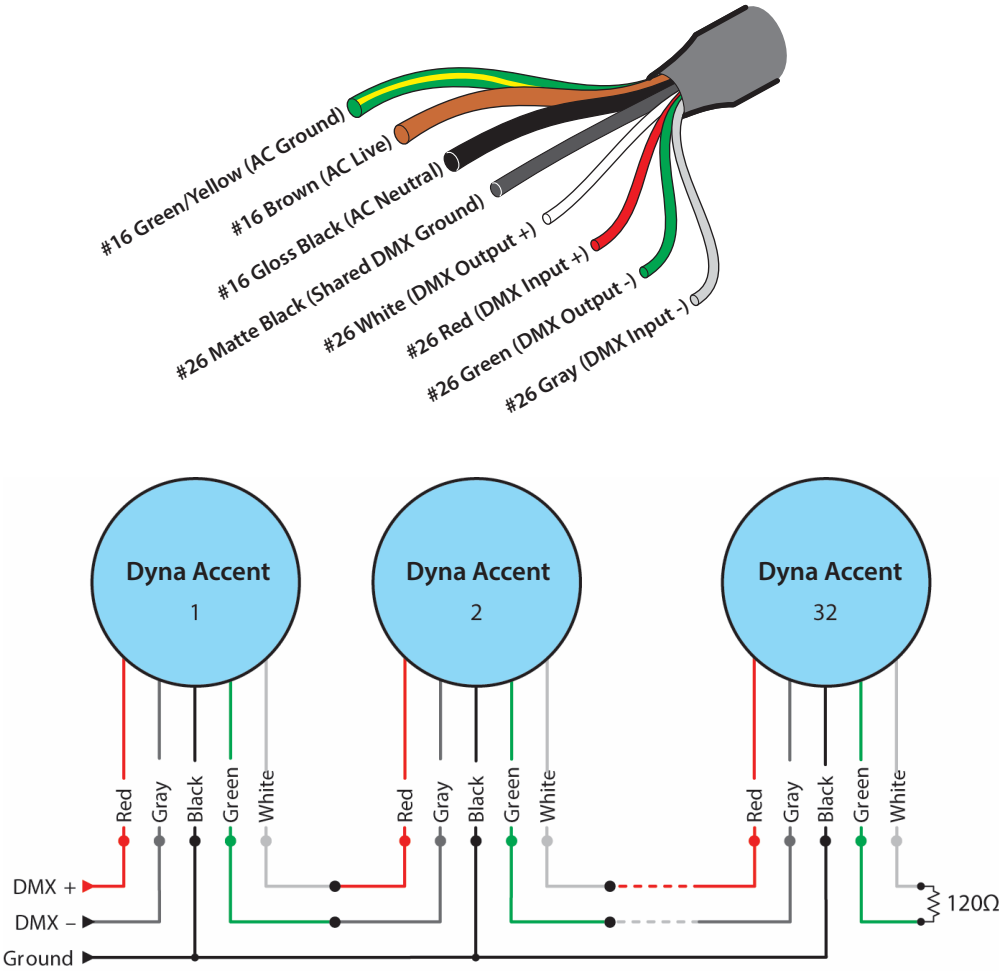 #16 Green/Yellow (AC Ground)
#16 Brown (AC Live)
#16 Gloss Black (AC Neutral)
#26 Matte Black (Shared DMX Ground)
#26 White (DMX Output +)
#26 Red (DMX Input +)
#26 Green (DMX Output -)
#26 Gray (DMX Input -)
Dyna Accent
1
Dyna Accent
2
Dyna Accent
32
Red
Gray
Black
Green
White
Red
Gray
Black
Green
White
Red
Gray
Black
Green
White
DMX +
DMX –
Ground
120Ω